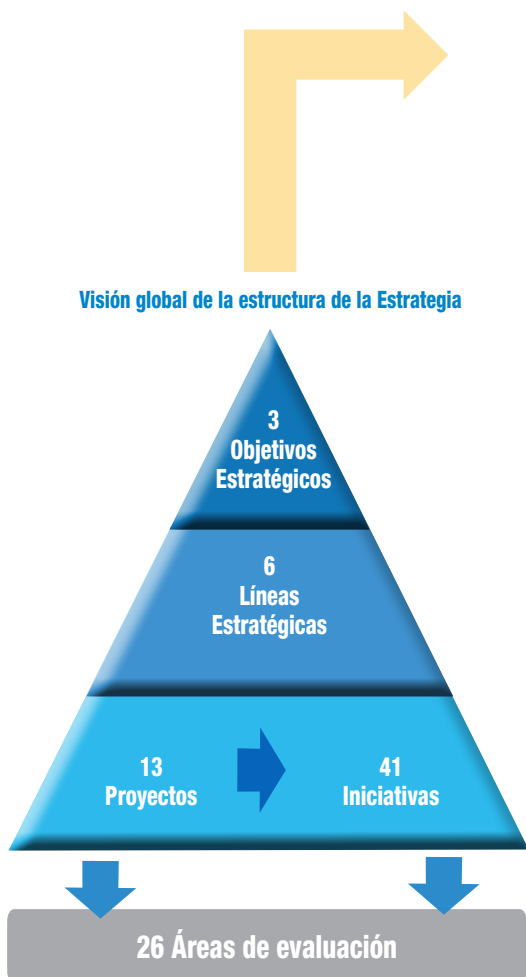 Visión global de la estructura de la Estrategia
3
Objetivos
Estratégicos
6
Líneas
Estratégicas
13
Proyectos
41
Iniciativas
26 Áreas de evaluación